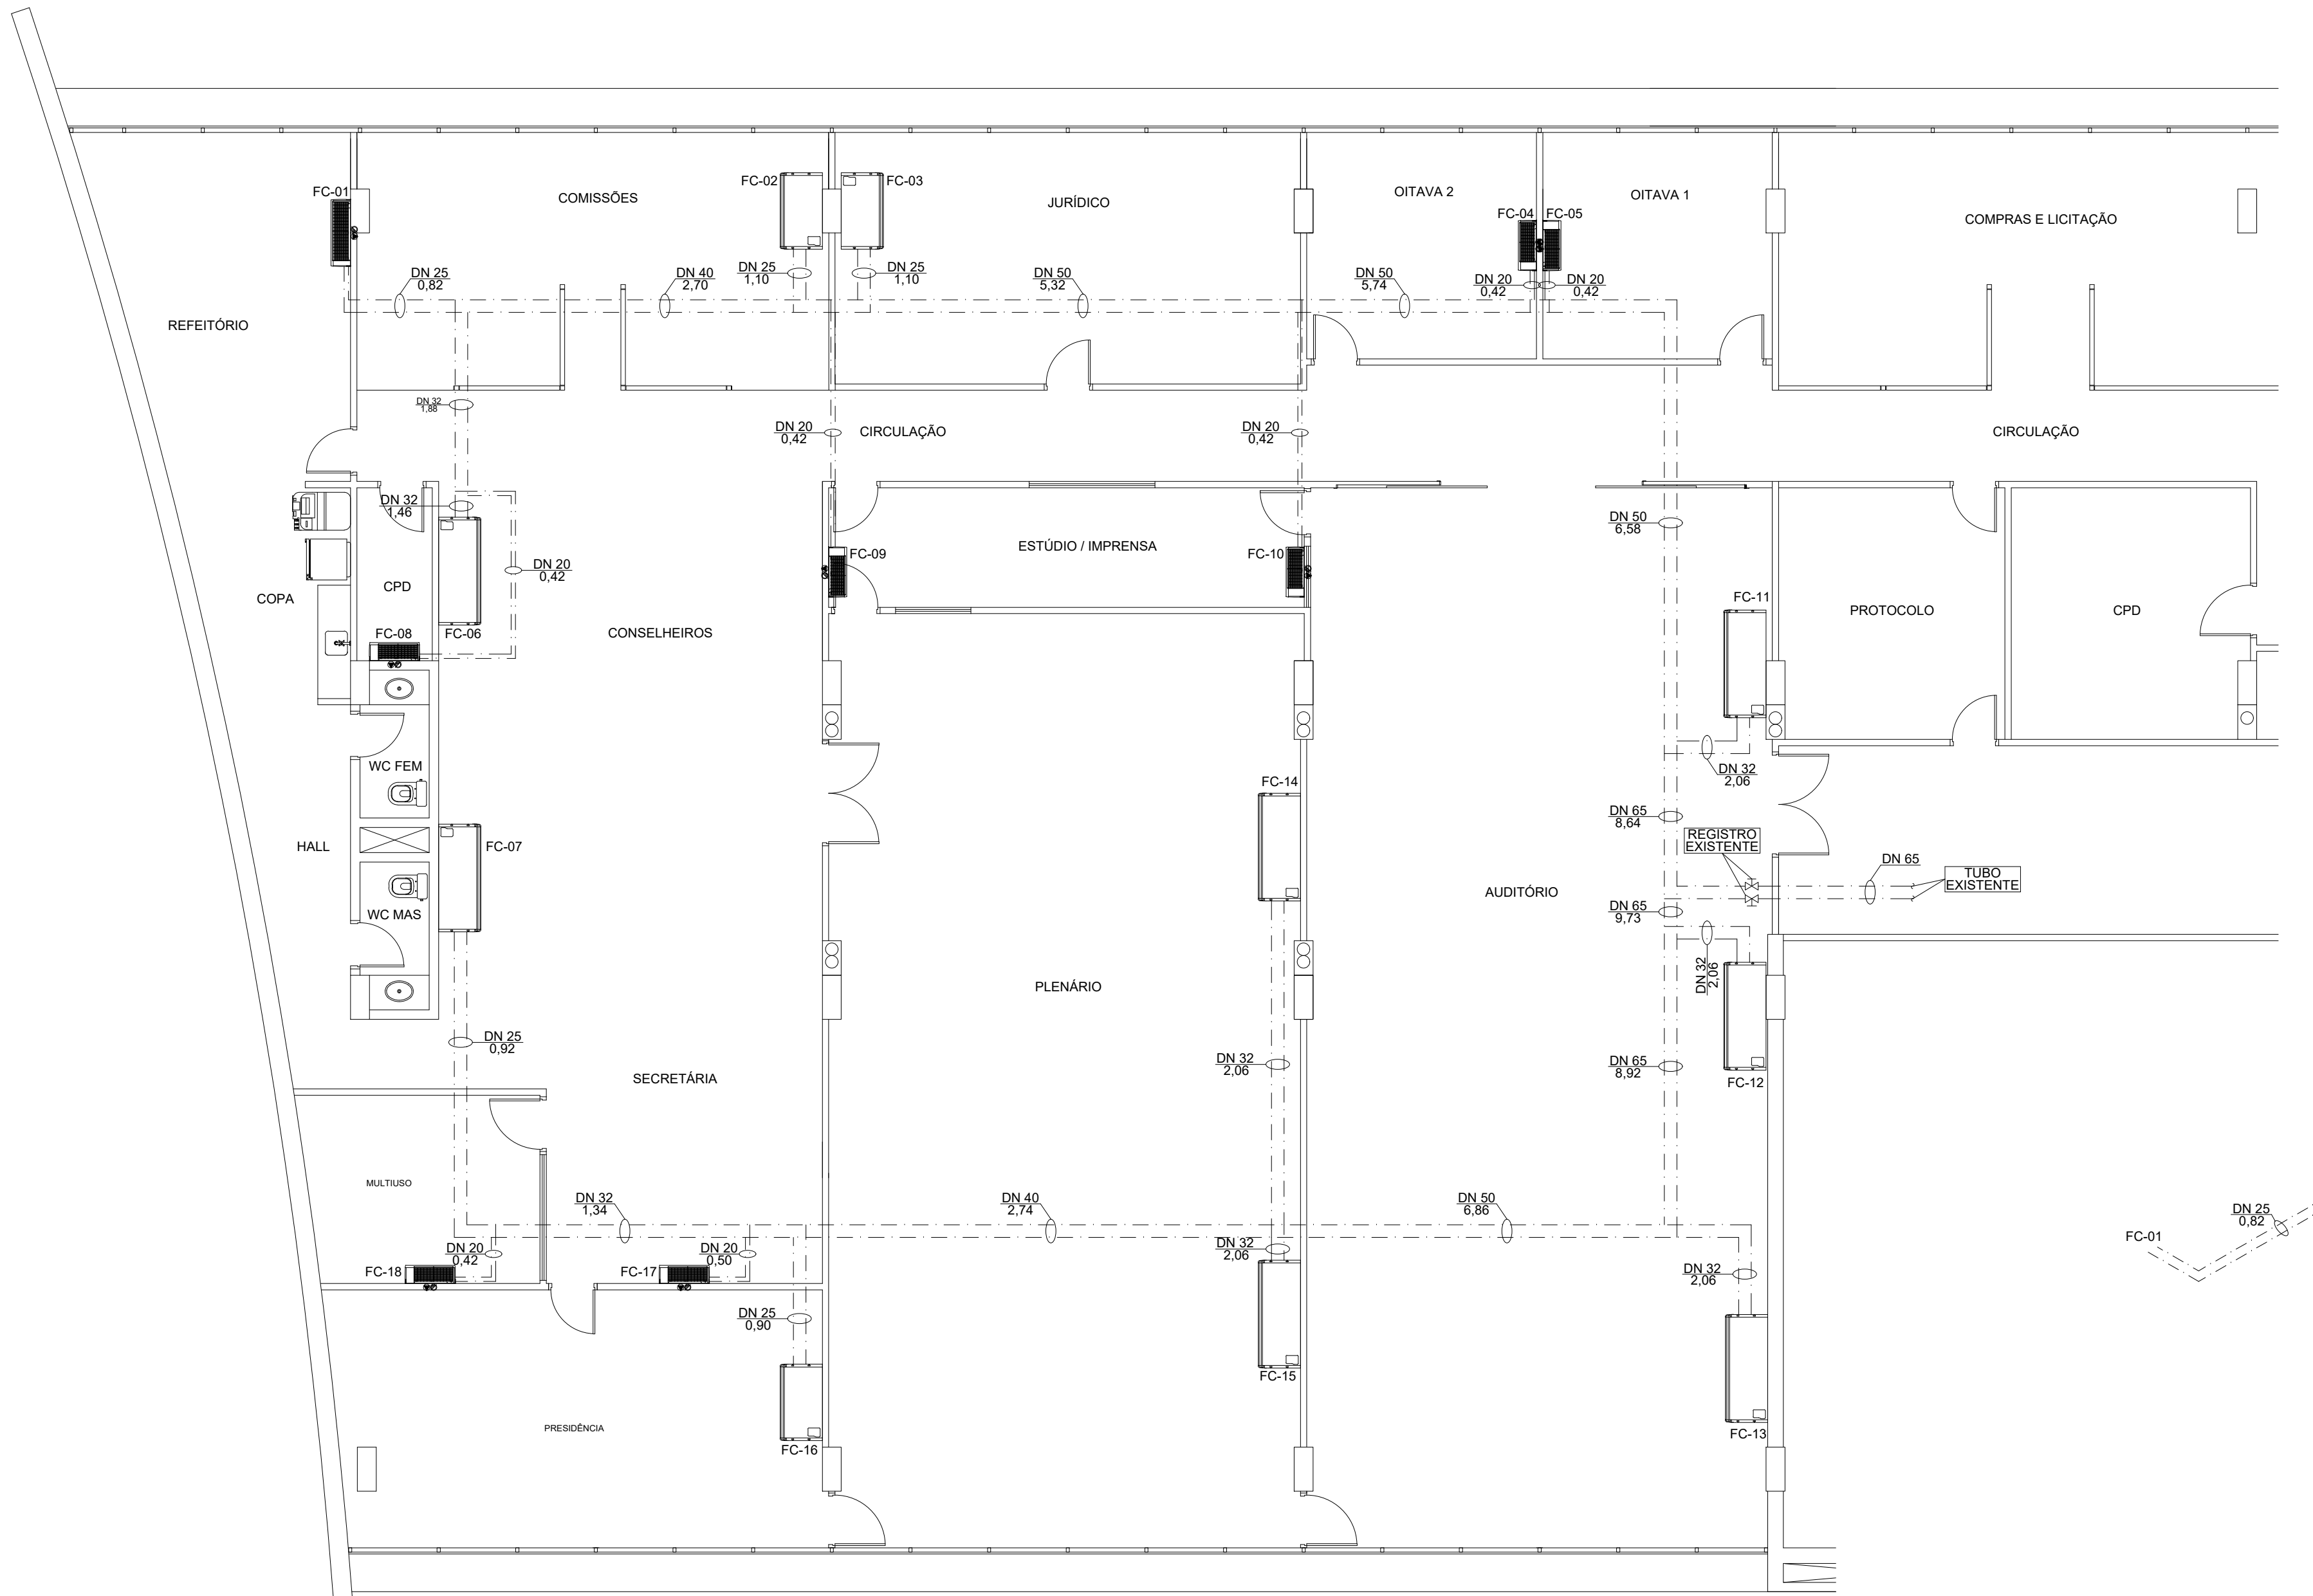 FC-01
COMISSÕES
FC-02
FC-03
JURÍDICO
OITAVA 2
OITAVA 1
FC-04
FC-05
COMPRAS E LICITAÇÃO
DN 25
0,82
DN 40
2,70
DN 25
1,10
DN 25
1,10
DN 50
5,32
DN 50
5,74
DN 20
0,42
DN 20
0,42
REFEITÓRIO
DN 32
1,88
DN 20
0,42
CIRCULAÇÃO
DN 20
0,42
CIRCULAÇÃO
DN 32
1,46
DN 50
6,58
FC-09
ESTÚDIO / IMPRENSA
FC-10
DN 20
0,42
CPD
COPA
FC-08
FC-06
CONSELHEIROS
FC-11
PROTOCOLO
CPD
WC FEM
DN 32
2,06
FC-14
DN 65
8,64
HALL
FC-07
REGISTRO
EXISTENTE
DN 65
TUBO
EXISTENTE
WC MAS
AUDITÓRIO
DN 65
9,73
DN 32
2,06
PLENÁRIO
DN 25
0,92
DN 32
2,06
DN 65
8,92
SECRETÁRIA
FC-12
MULTIUSO
DN 32
1,34
DN 40
2,74
DN 50
6,86
DN 25
0,82
FC-01
DN 20
0,42
DN 20
0,50
DN 32
2,06
FC-18
FC-17
DN 32
2,06
DN 25
0,90
FC-15
PRESIDÊNCIA
FC-16
FC-13